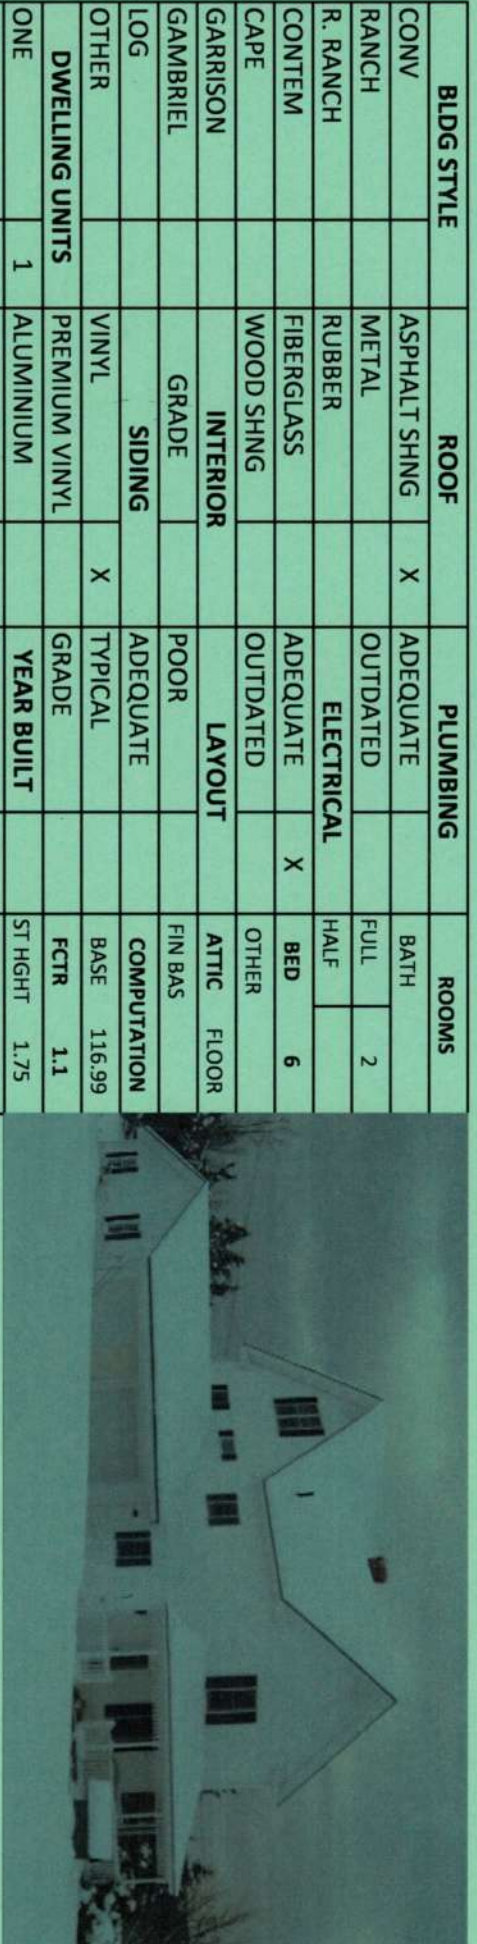 BLDG STYLE ROOF PLUMBING ROOMS
CONV ASPHALT SHNG X ADEQUATE BATH
RANCH METAL OUTDATED FULL 2
R. RANCH RUBBER ELECTRICAL HALF
CONTEM FIBERGLASS ADEQUATE X BED 6
CAPE WOOD SHNG OUTDATED OTHER
GARRISON INTERIOR LAYOUT ATTIC FLOOR
GAMBRIEL GRADE POOR FIN BAS
LOG SIDING ADEQUATE COMPUTATION
OTHER VINYL X TYPICAL BASE 116.99
DWELLING UNITS PREMIUM VINYL GRADE FCTR 1.1
ONE 1 ALUMINIUM YEAR BUILT ST HGHT 1.75